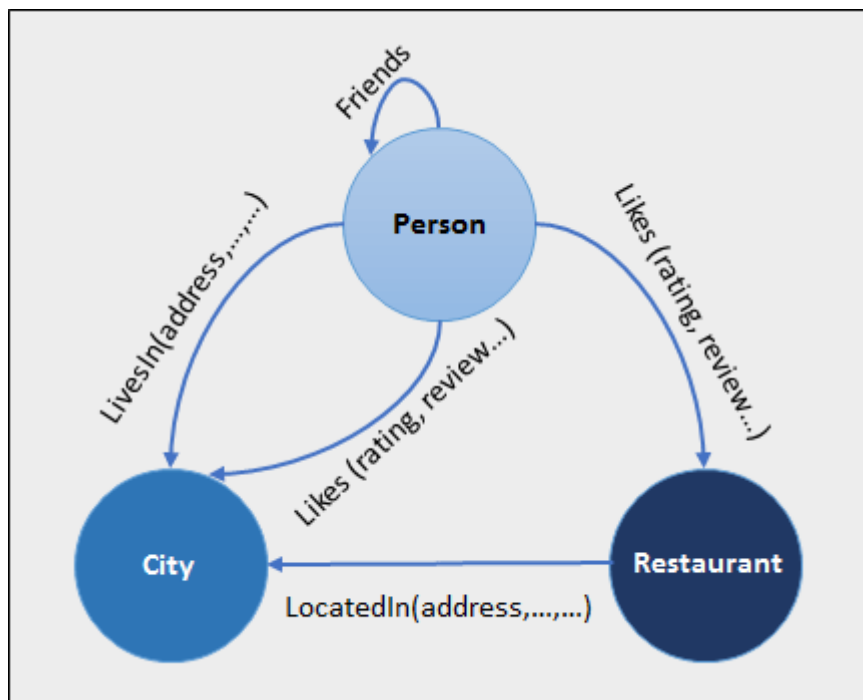 Friends
Person
LivesIn(address,...,...)
Likes (rating, review...)
Likes (rating, review...)
City
Restaurant
LocatedIn(address,...,...)